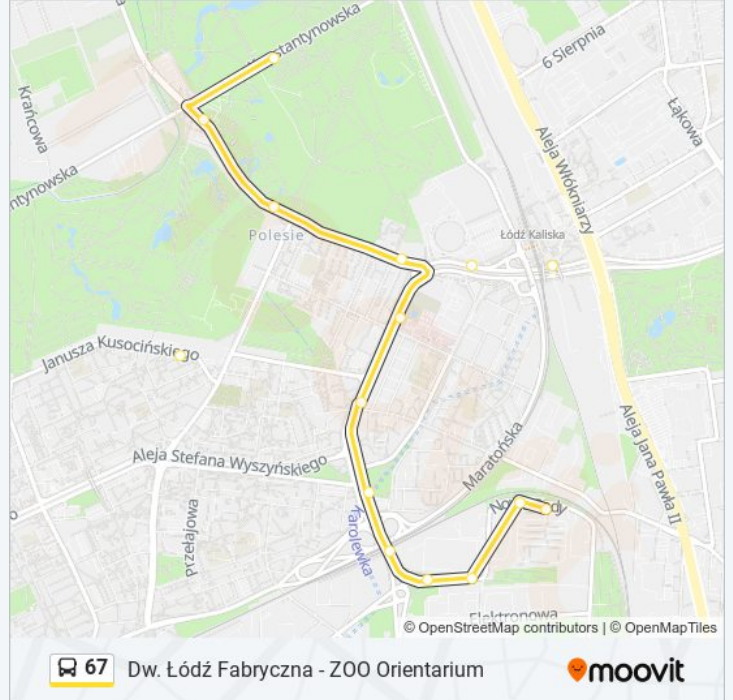 Konstantynowska
6 Sierpnia
Krańcowa
Łąkowa
Aleja Włókniarzy
ntynowska
Polesie
Łódź Kaliska
Janusza Kusocińskiego
Aleja Jana Pawła II
Aleja Stefana Wyszyńskiego
Maratońska
Przełajowa
Karolewka
Elektronowa
© OpenStreetMap contributors | © OpenMapTiles
67 Dw. Łódź Fabryczna - ZOO Orientarium
moovit